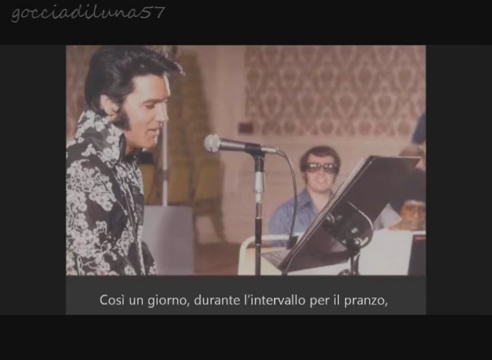 gocciadiluna57
Così un giorno, durante l'intervallo per il pranzo,